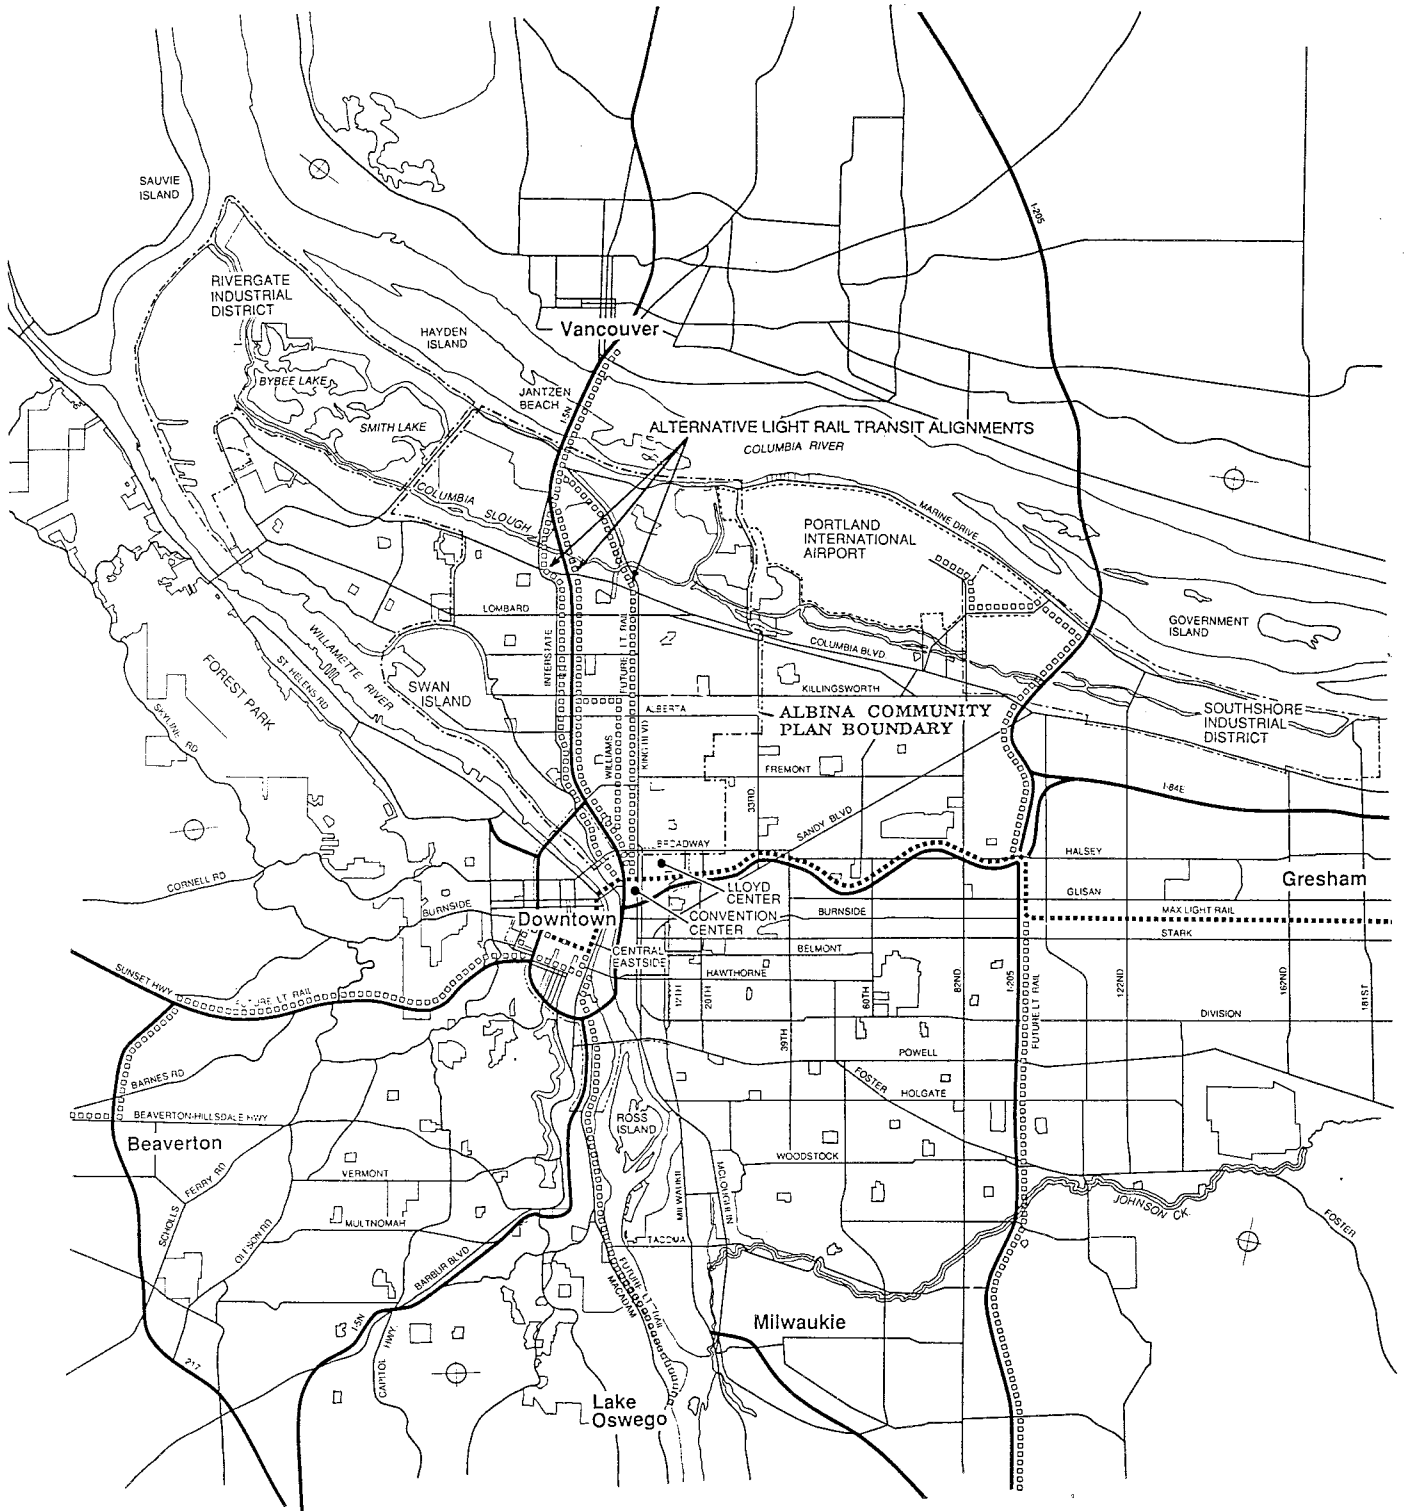 SAUVIE
ISLAND
I-205
RIVERGATE
INDUSTRIAL
DISTRICT
HAYDEN
ISLAND
Vancouver
BYBEE LAKE
JANTZEN
BEACH
I-5N
SMITH LAKE
ALTERNATIVE LIGHT RAIL TRANSIT ALIGNMENTS
COLUMBIA RIVER
COLUMBIA
SLOUGH
MARINE DRIVE
PORTLAND
INTERNATIONAL
AIRPORT
LOMBARD
GOVERNMENT
ISLAND
WILLAMETTE RIVER
COLUMBIA BLVD
INTERSTATE
FUTURE LT RAIL
FOREST PARK
ST HELENS RD
SWAN
ISLAND
KILLINGSWORTH
SKYLINE RD
ALBERTA
ALBINA COMMUNITY
PLAN BOUNDARY
SOUTHSHORE
INDUSTRIAL
DISTRICT
WILLIAMS
KING BLVD
FREMONT
33RD
SANDY BLVD
I-84E
BROADWAY
HALSEY
CORNELL RD
LLOYD
CENTER
GLISAN
Gresham
BURNSIDE
Downtown
CONVENTION
CENTER
BURNSIDE
MAX LIGHT RAIL
STARK
CENTRAL
EASTSIDE
BELMONT
HAWTHORNE
SUNSET HWY
FUTURE LT RAIL
12TH
20TH
60TH
82ND
I-205
FUTURE LT RAIL
122ND
162ND
181ST
DIVISION
39TH
POWELL
BARNES RD
FOSTER
HOLGATE
BEAVERTON-HILLSDALE HWY
ROSS
ISLAND
Beaverton
WOODSTOCK
VERMONT
FERRY RD
SCHOLLS
MILWAUKIE
MCLOUGHLIN
JOHNSON CK.
FOSTER
MULTNOMAH
OLESON RD
TACOMA
BARBUR BLVD
FUTURE LT RAIL
MACADAM
Milwaukie
I-5N
CAPITOL HWY.
217
Lake
Oswego